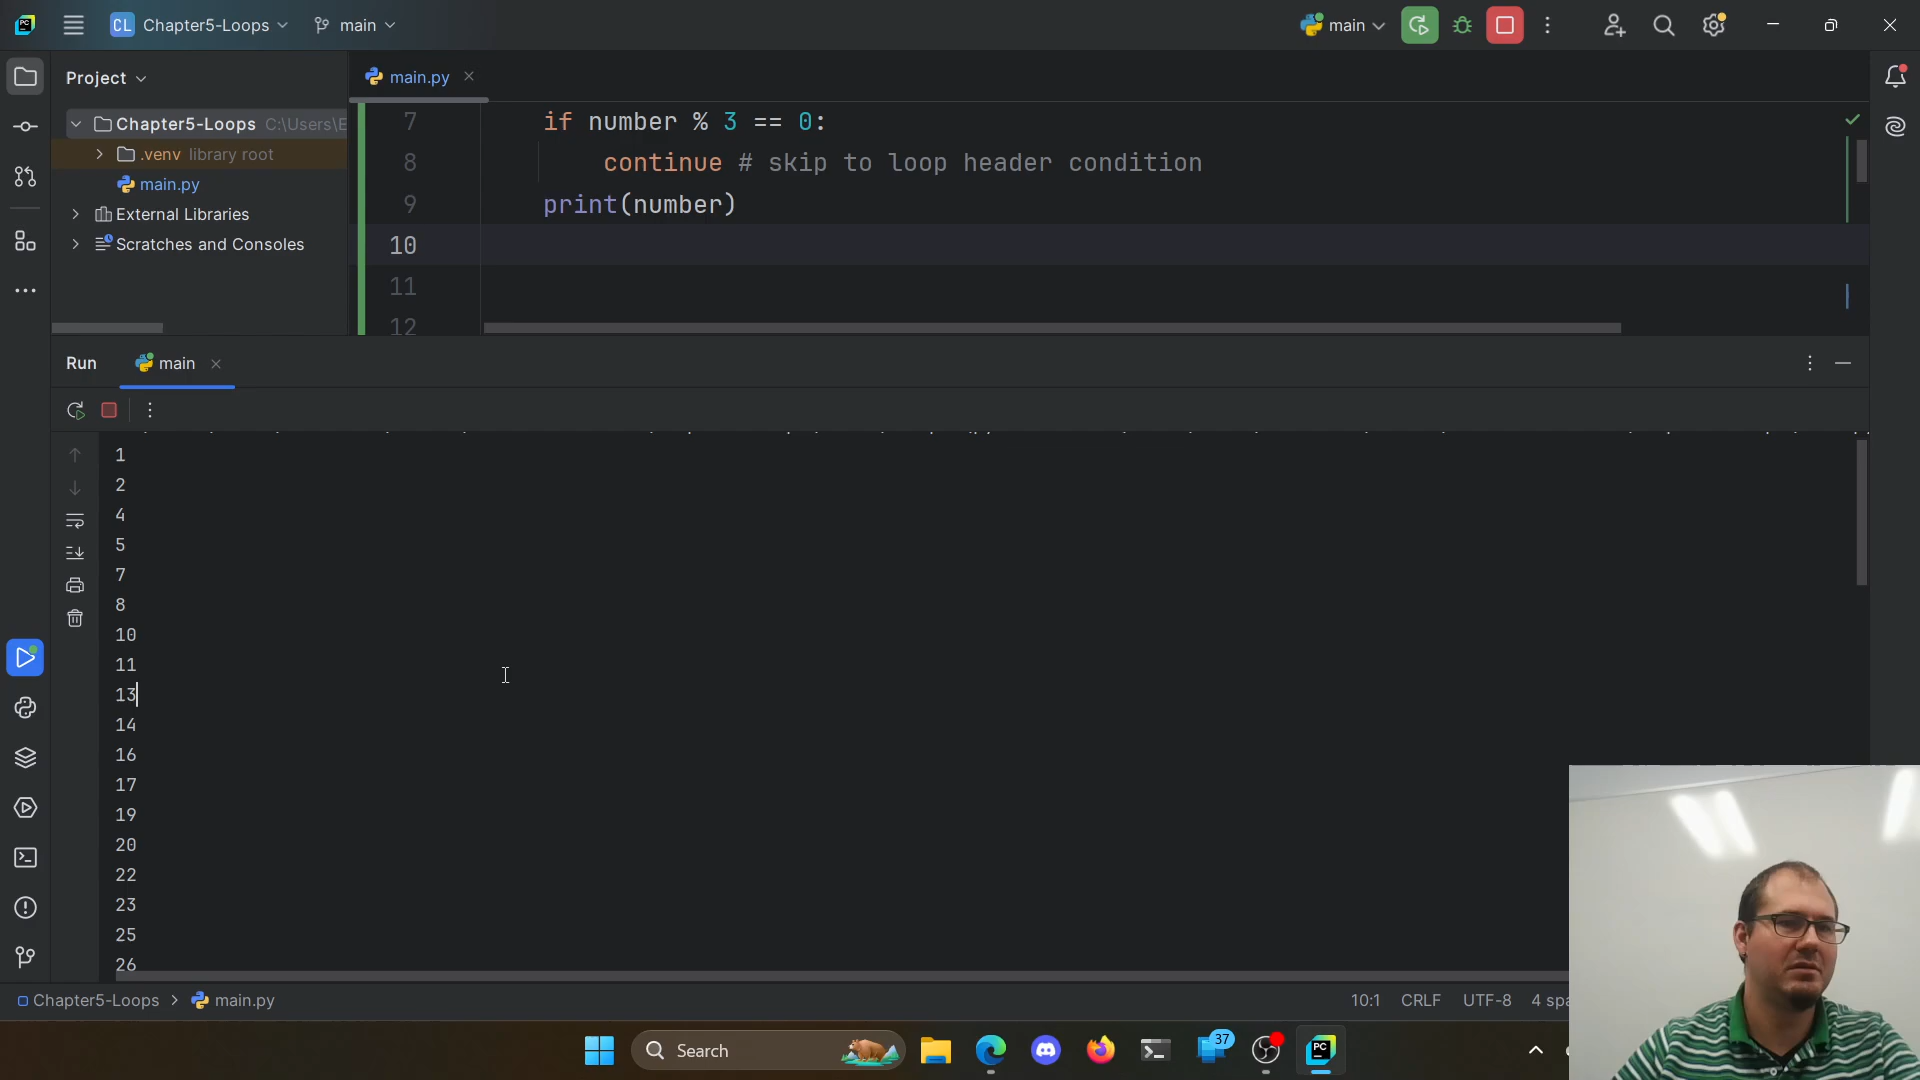 PC
CL Chapter5-Loops
main
main
Project
main.py
Chapter5-Loops C:\Users\E
.venv library root
main.py
External Libraries
Scratches and Consoles
7 if number % 3 == 0:
8 continue # skip to loop header condition
9 print(number)
10
11
12
Run main
1
2
4
5
7
8
10
11
13
14
16
17
19
20
22
23
25
26
Chapter5-Loops > main.py
10:1 CRLF UTF-8 4 spa
Search
37
PC